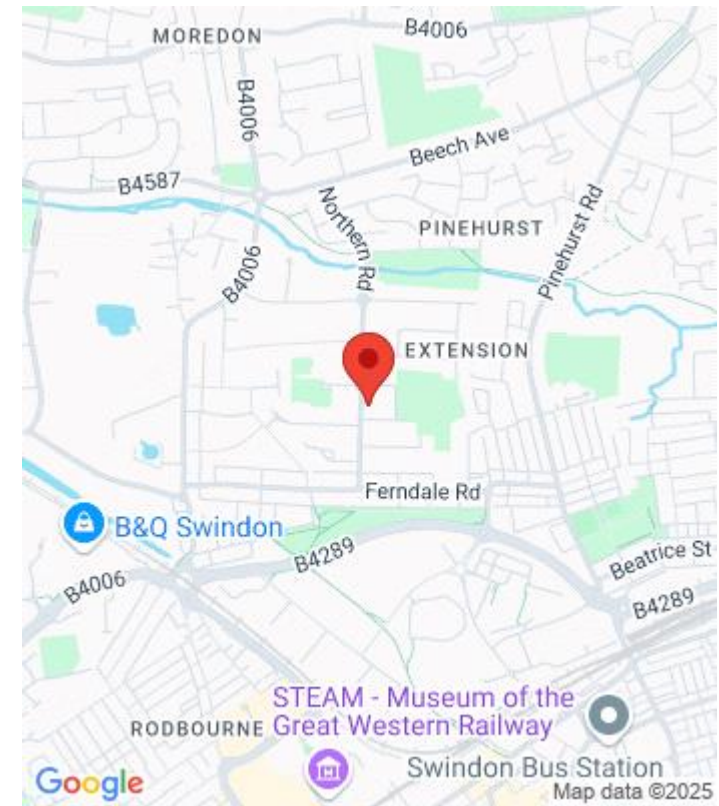 MOREDON
B4006
B4006
Beech Ave
B4587
Northern Rd
PINEHURST
Pinehurst Rd
B4006
EXTENSION
Ferndale Rd
B&Q Swindon
B4289
Beatrice St
B4006
B4289
STEAM - Museum of the
Great Western Railway
RODBOURNE
Swindon Bus Station
Google
Map data ©2025